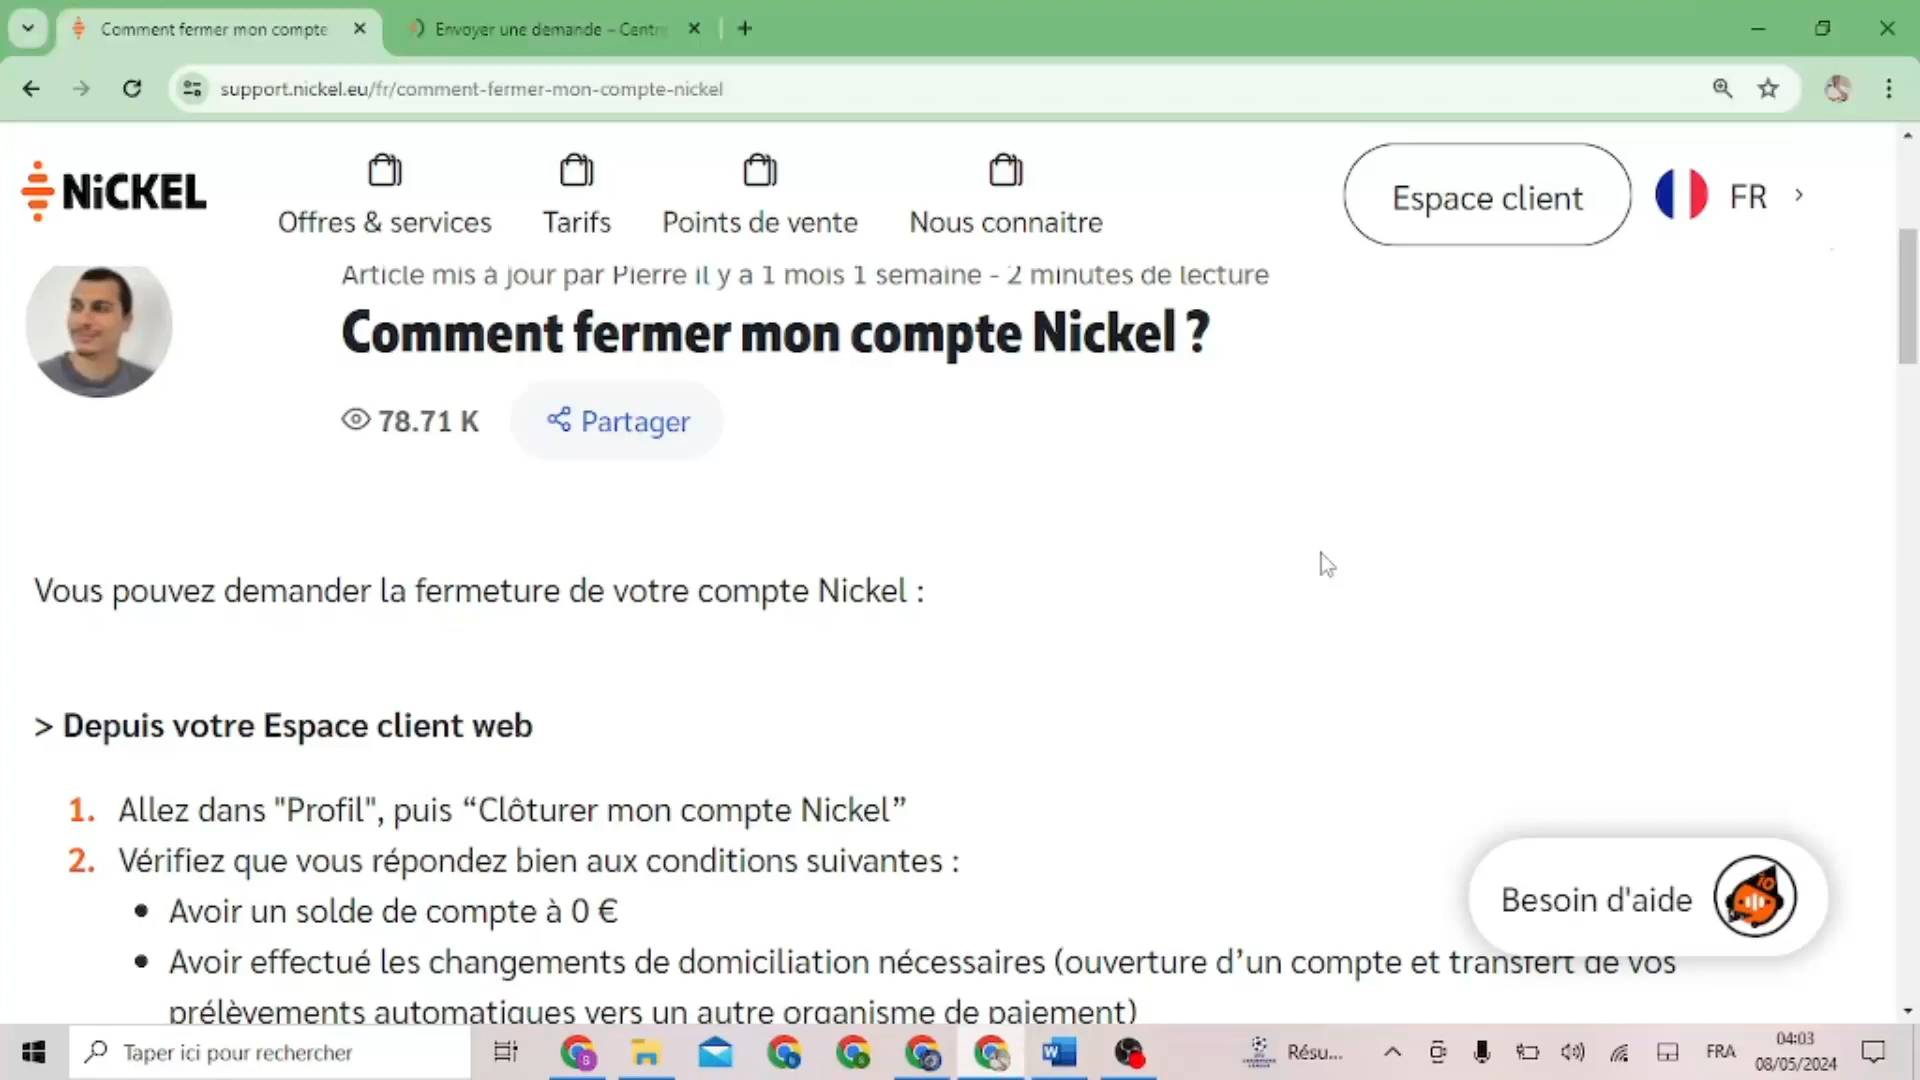 Comment fermer mon compte
Envoyer une demande – Centr
support.nickel.eu/fr/comment-fermer-mon-compte-nickel
NiCKEL
Offres & services
Tarifs
Points de vente
Nous connaitre
Espace client
FR
Article mis à jour par Pierre il y a 1 mois 1 semaine - 2 minutes de lecture
Comment fermer mon compte Nickel ?
78.71 K
Partager
Vous pouvez demander la fermeture de votre compte Nickel :
> Depuis votre Espace client web
1. Allez dans "Profil", puis “Clôturer mon compte Nickel”
2. Vérifiez que vous répondez bien aux conditions suivantes :
• Avoir un solde de compte à 0 €
Besoin d'aide
• Avoir effectué les changements de domiciliation nécessaires (ouverture d’un compte et transfert de vos
prélèvements automatiques vers un autre organisme de paiement)
Taper ici pour rechercher
Résu...
FRA
04:03
08/05/2024